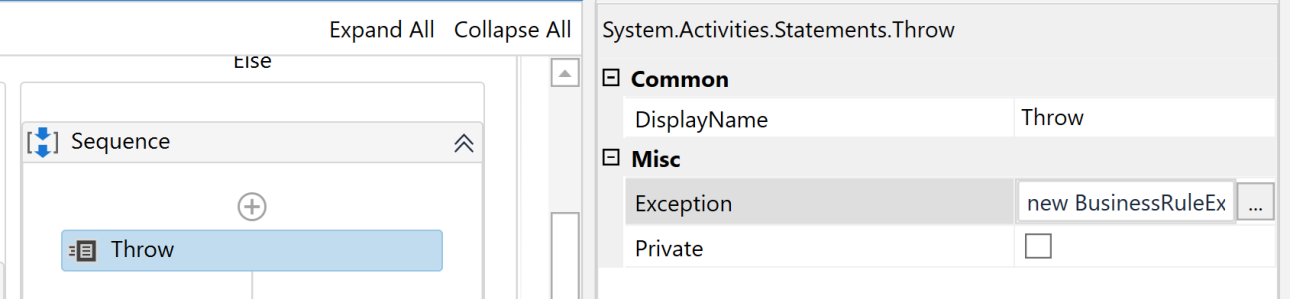 Expand All Collapse All
Else
Sequence
Throw
System.Activities.Statements.Throw
Common
DisplayName Throw
Misc
Exception new BusinessRuleEx ...
Private